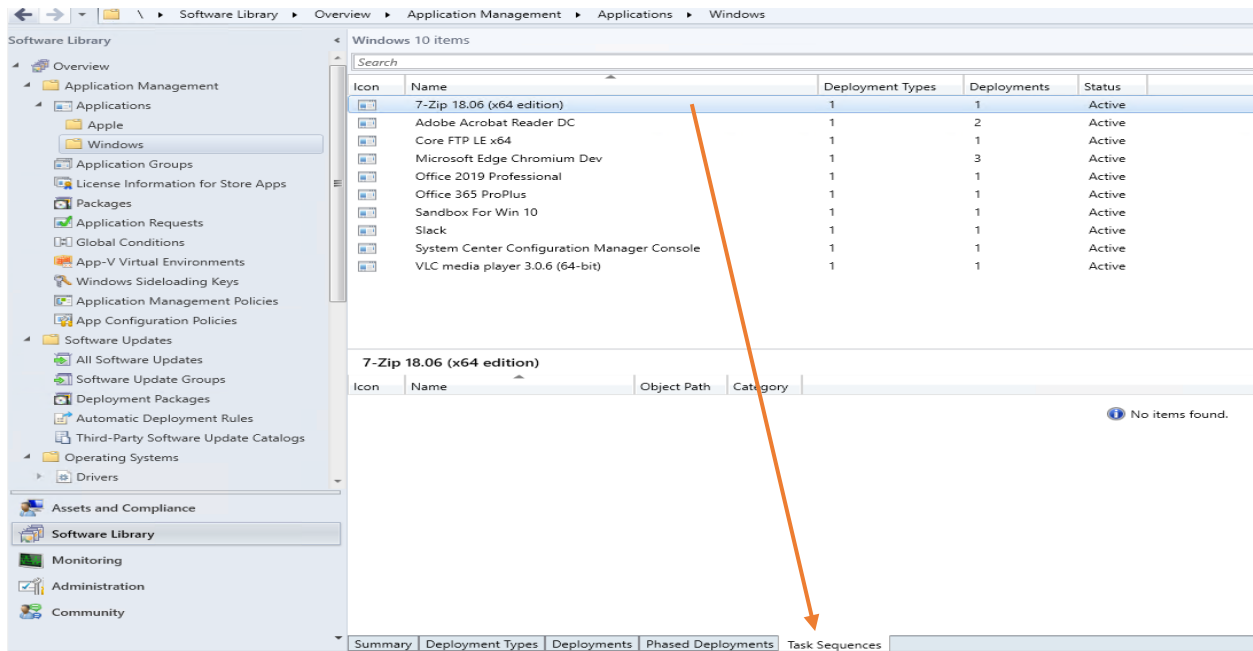 \ Software Library Overview Application Management Applications Windows
Software Library <
Overview
Application Management
Applications
Apple
Windows
Application Groups
License Information for Store Apps
Packages
Application Requests
Global Conditions
App-V Virtual Environments
Windows Sideloading Keys
Application Management Policies
App Configuration Policies
Software Updates
All Software Updates
Software Update Groups
Deployment Packages
Automatic Deployment Rules
Third-Party Software Update Catalogs
Operating Systems
Drivers
Assets and Compliance
Software Library
Monitoring
Administration
Community
Windows 10 items
Search
Icon Name Deployment Types Deployments Status
7-Zip 18.06 (x64 edition) 1 1 Active
Adobe Acrobat Reader DC 1 2 Active
Core FTP LE x64 1 1 Active
Microsoft Edge Chromium Dev 1 3 Active
Office 2019 Professional 1 1 Active
Office 365 ProPlus 1 1 Active
Sandbox For Win 10 1 1 Active
Slack 1 1 Active
System Center Configuration Manager Console 1 1 Active
VLC media player 3.0.6 (64-bit) 1 1 Active
7-Zip 18.06 (x64 edition)
Icon Name Object Path Category
No items found.
Summary Deployment Types Deployments Phased Deployments Task Sequences